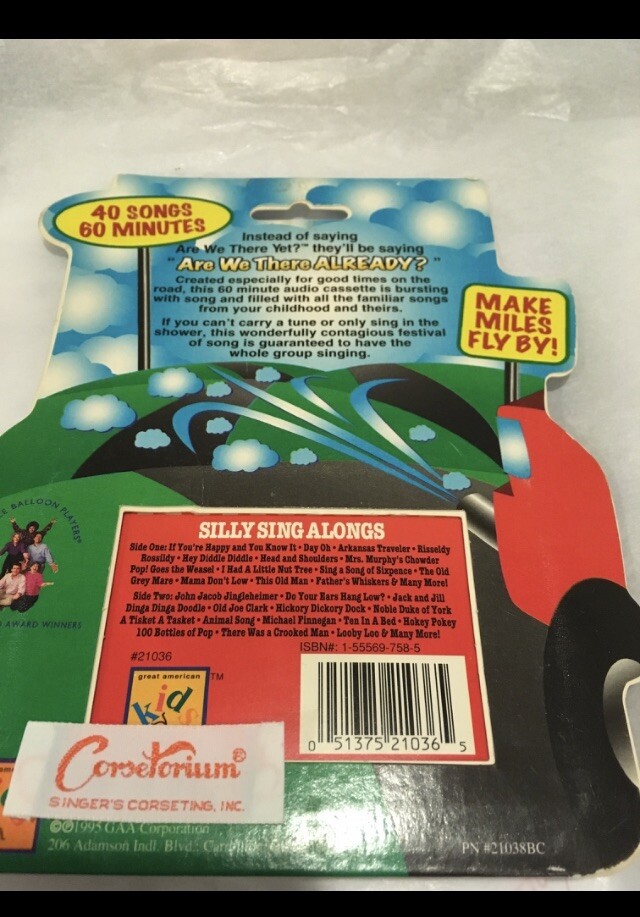 40 SONGS
60 MINUTES
Instead of saying
Are We There Yet?™ they'll be saying
"Are We There ALREADY?"
Created especially for good times on the
road, this 60 minute audio cassette is bursting
with song and filled with all the familiar songs
from your childhood and theirs.
If you can't carry a tune or only sing in the
shower, this wonderfully contagious festival
of song is guaranteed to have the
whole group singing.
MAKE
MILES
FLY BY!
BALLOON PLAYERS
AWARD WINNERS
SILLY SING ALONGS
Side One: If You're Happy and You Know It • Day Oh • Arkansas Traveler • Risseldy
Rossildy • Hey Diddle Diddle • Head and Shoulders • Mrs. Murphy's Chowder
Pop! Goes the Weasel • I Had A Little Nut Tree • Sing a Song of Sixpence • The Old
Grey Mare • Mama Don't Low • This Old Man • Father's Whiskers & Many More!
Side Two: John Jacob Jingleheimer • Do Your Ears Hang Low? • Jack and Jill
Dinga Dinga Doodle • Old Joe Clark • Hickory Dickory Dock • Noble Duke of York
A Tisket A Tasket • Animal Song • Michael Finnegan • Ten In A Bed • Hokey Pokey
100 Bottles of Pop • There Was a Crooked Man • Looby Loo & Many More!
ISBN#: 1-55569-758-5
#21036
great american TM
kids
0 51375 21036 5
Corsetorium®
SINGER'S CORSETING, INC.
©℗1995 GAA Corporation
206 Adamson Indl. Blvd.,
PN #21038BC